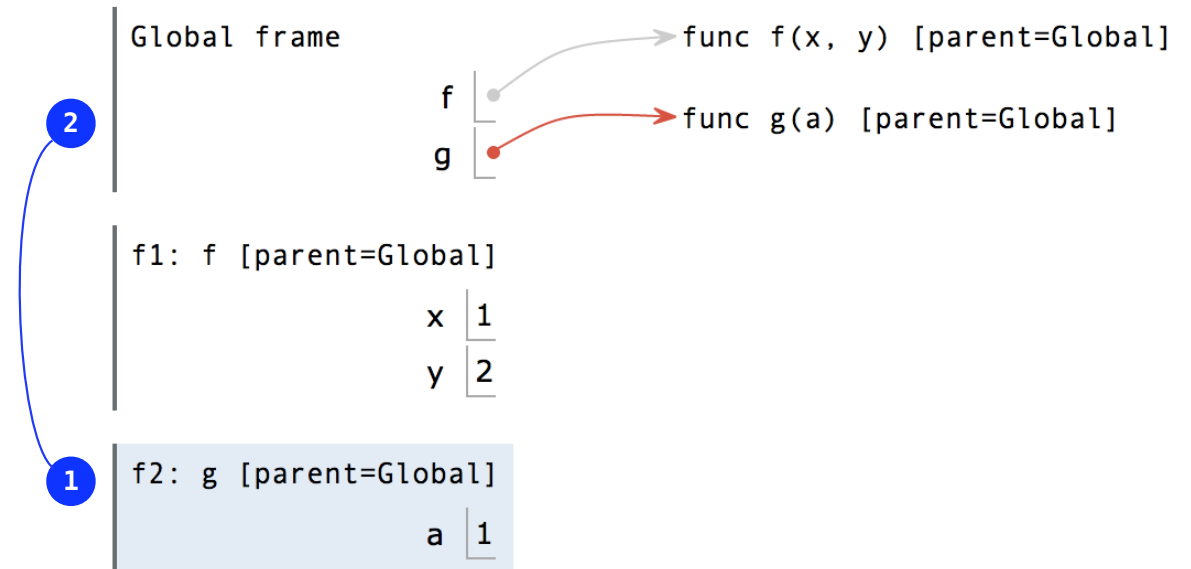 Global frame
func f(x, y) [parent=Global]
f
func g(a) [parent=Global]
2
g
f1: f [parent=Global]
x 1
y 2
f2: g [parent=Global]
1
a 1